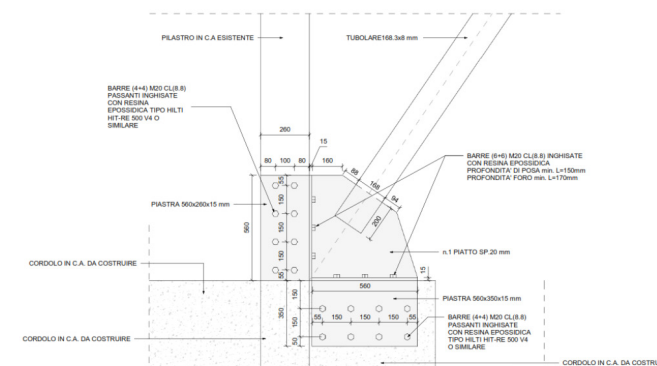 PILASTRO IN C.A ESISTENTE
TUBOLARE168.3x8 mm
BARRE (4+4) M20 CL(8.8)
PASSANTI INGHISATE
CON RESINA
EPOSSIDICA TIPO HILTI
HIT-RE 500 V4 O
SIMILARE
260
15
80
100
80
160
88
168
94
200
BARRE (6+6) M20 CL(8.8) INGHISATE
CON RESINA EPOSSIDICA
PROFONDITA' DI POSA min. L=150mm
PROFONDITA' FORO min. L=170mm
PIASTRA 560x260x15 mm
560
55
150
150
150
55
n.1 PIATTO SP.20 mm
CORDOLO IN C.A. DA COSTRUIRE
15
560
PIASTRA 560x350x15 mm
350
150
150
50
55
150
150
150
55
BARRE (4+4) M20 CL(8.8)
PASSANTI INGHISATE
CON RESINA EPOSSIDICA
TIPO HILTI HIT-RE 500 V4
O SIMILARE
CORDOLO IN C.A. DA COSTRUIRE
CORDOLO IN C.A. DA COSTRU